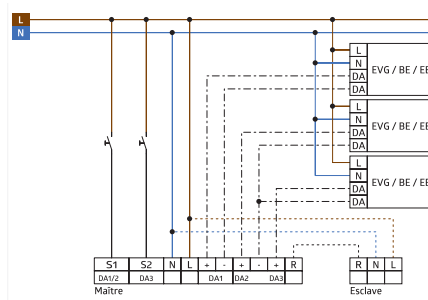 L
N
L
N
DA
DA
EVG / BE / EE
L
N
DA
DA
EVG / BE / EE
L
N
DA
DA
EVG / BE / EE
S1 S2 N L + - + - + R
DA1/2 DA3 DA1 DA2 DA3
Maître
R N L
Esclave